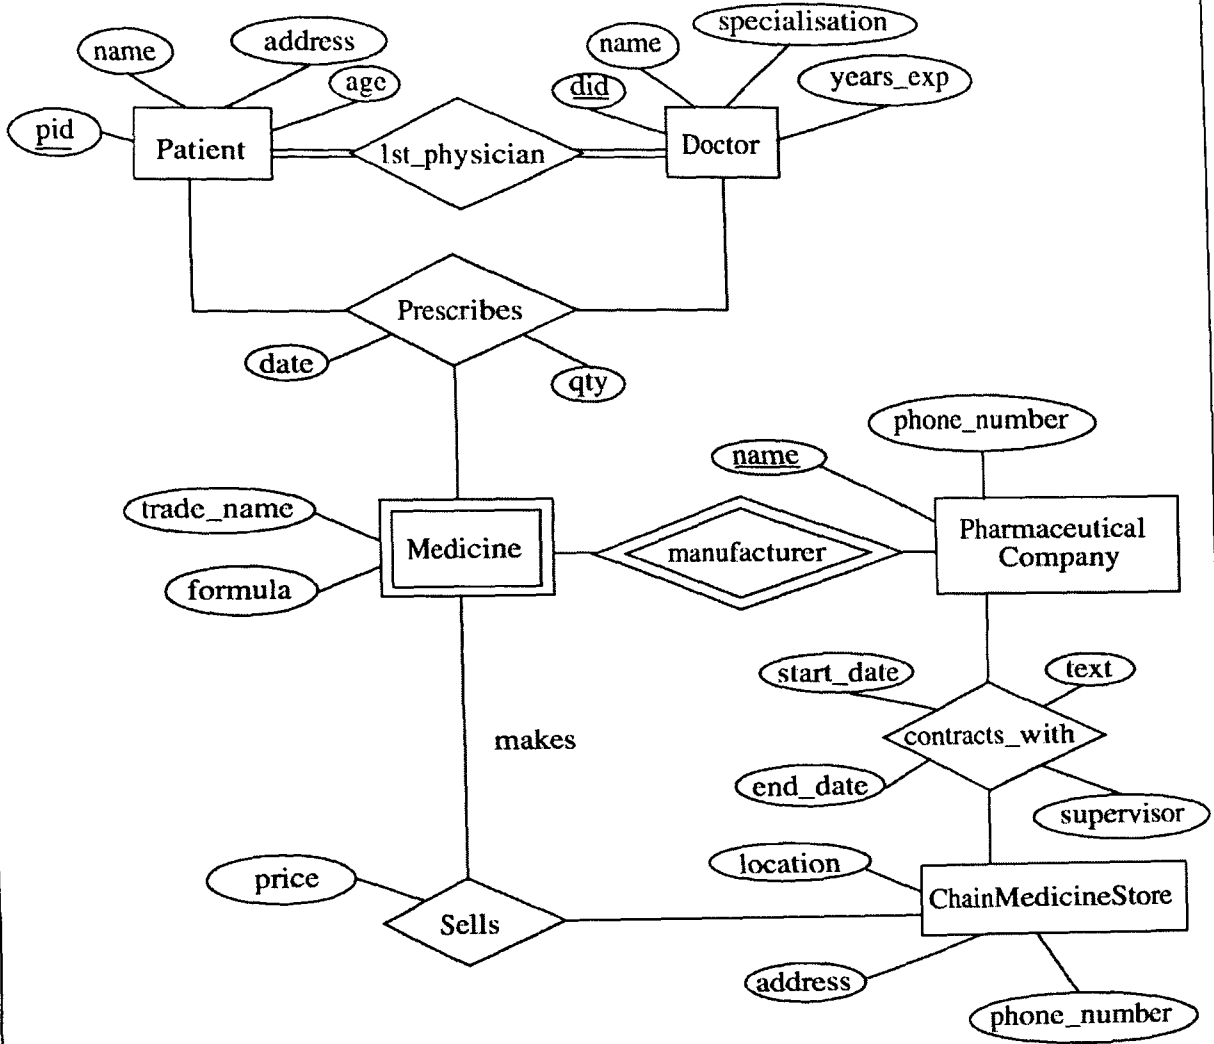 specialisation
name
address
name
years_exp
age
did
pid
Patient
1st_physician
Doctor
Prescribes
date
qty
phone_number
name
trade_name
Medicine
manufacturer
Pharmaceutical
Company
formula
start_date
text
contracts_with
makes
end_date
supervisor
location
price
ChainMedicineStore
Sells
address
phone_number